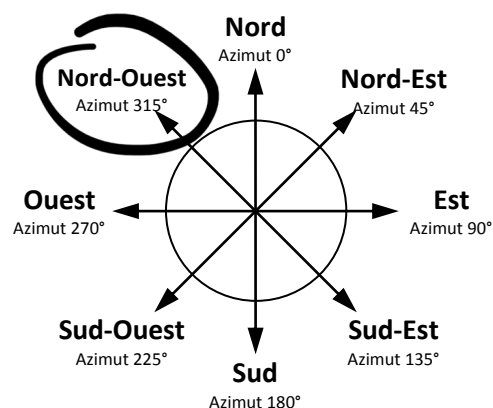 Nord
Azimut 0°
Nord-Ouest
Azimut 315°
Nord-Est
Azimut 45°
Ouest
Azimut 270°
Est
Azimut 90°
Sud-Ouest
Azimut 225°
Sud-Est
Azimut 135°
Sud
Azimut 180°